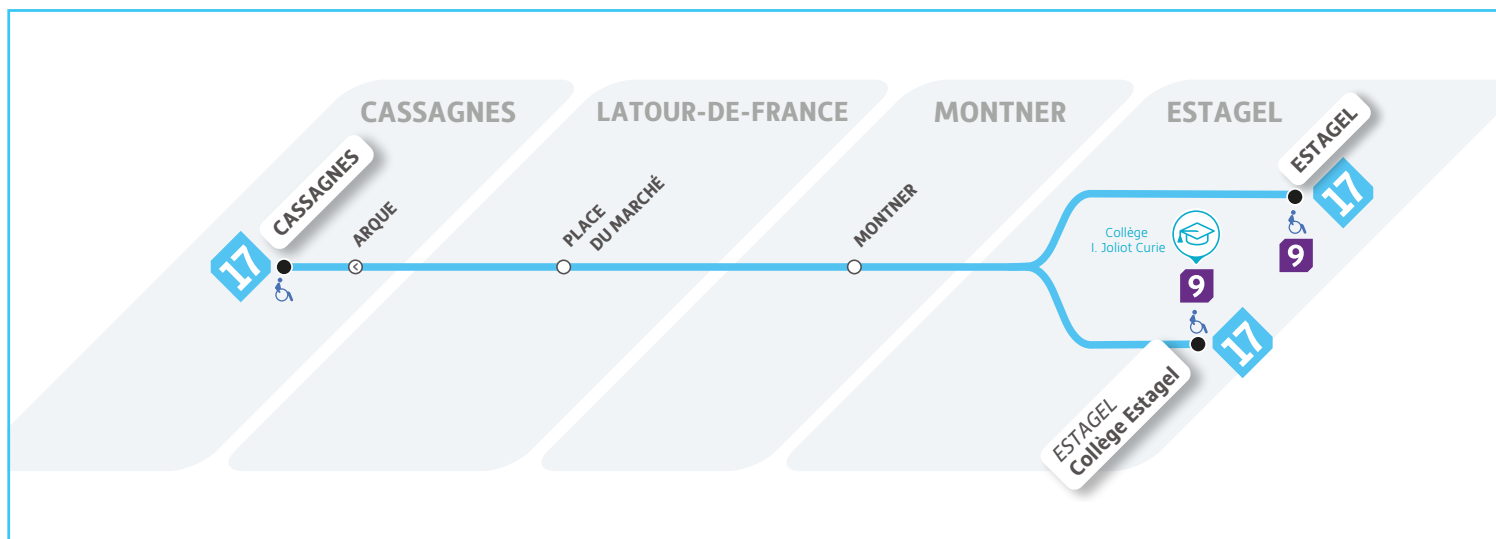 CASSAGNES
LATOUR-DE-FRANCE
MONTNER
ESTAGEL
17
CASSAGNES
ARQUE
PLACE
DU MARCHÉ
MONTNER
ESTAGEL
17
9
Collège
I. Joliot Curie
9
17
ESTAGEL
Collège Estagel